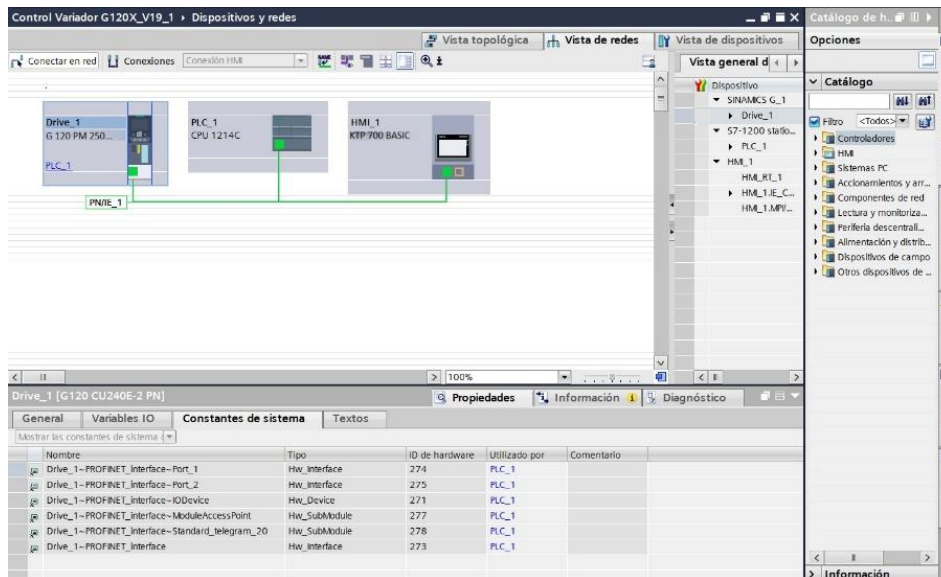 Control Variador G120X_V19_1 › Dispositivos y redes
Catálogo de h...
Vista topológica
Vista de redes
Vista de dispositivos
Opciones
Conectar en red
Conexiones
Conexión HMI
Vista general d
Drive_1
G 120 PM 250...
PLC_1
PLC_1
CPU 1214C
HMI_1
KTP700 BASIC
PN/IE_1
Dispositivo
SINAMICS G_1
Drive_1
S7-1200 statio...
PLC_1
HMI_1
HMI_RT_1
HMI_1.IE_C...
HMI_1.MPI/...
Catálogo
Filtro
<Todos>
Controladores
HMI
Sistemas PC
Accionamientos y arr...
Componentes de red
Lectura y monitoriza...
Periferia descentrali...
Alimentación y distrib...
Dispositivos de campo
Otros dispositivos de ...
100%
Drive_1 [G120 CU240E-2 PN]
Propiedades
Información
Diagnóstico
General
Variables IO
Constantes de sistema
Textos
Mostrar las constantes de sistema
Nombre Tipo ID de hardware Utilizado por Comentario
Drive_1~PROFINET_interface~Port_1 Hw_Interface 274 PLC_1
Drive_1~PROFINET_interface~Port_2 Hw_Interface 275 PLC_1
Drive_1~PROFINET_interface~IODevice Hw_Device 271 PLC_1
Drive_1~PROFINET_interface~ModuleAccessPoint Hw_SubModule 277 PLC_1
Drive_1~PROFINET_interface~Standard_telegram_20 Hw_SubModule 278 PLC_1
Drive_1~PROFINET_interface Hw_Interface 273 PLC_1
Información